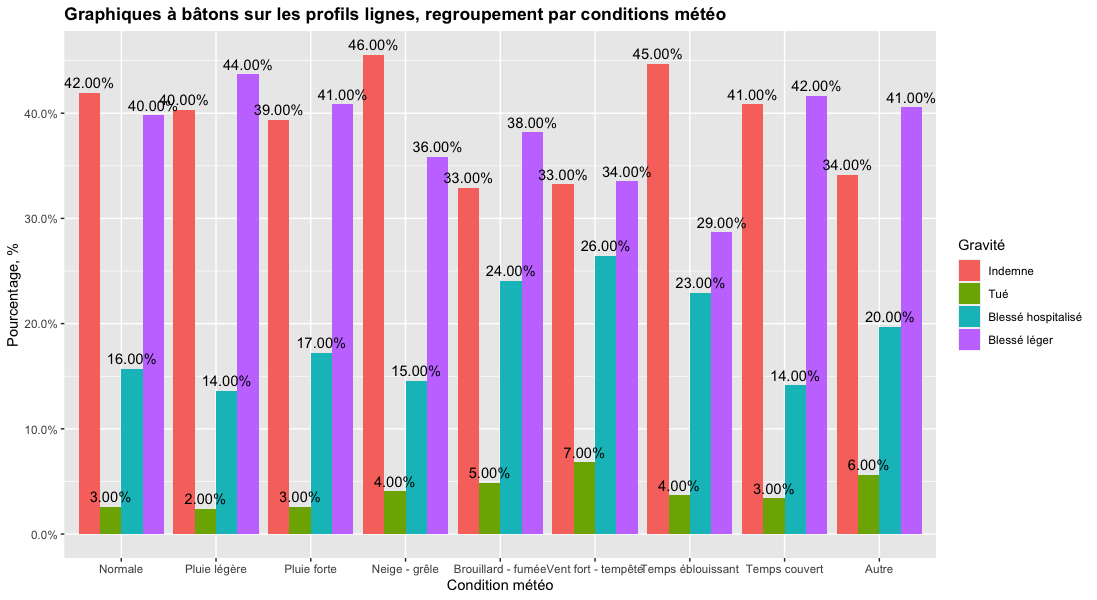 Graphiques à bâtons sur les profils lignes, regroupement par conditions météo
46.00%
45.00%
44.00%
42.00%
42.00%
40.00%
40.00%
39.00%
41.00%
41.00%
41.00%
38.00%
36.00%
33.00%
33.00%
34.00%
34.00%
29.00%
26.00%
24.00%
23.00%
20.00%
16.00%
14.00%
17.00%
15.00%
14.00%
3.00%
2.00%
3.00%
4.00%
5.00%
7.00%
4.00%
3.00%
6.00%
40.0%
30.0%
20.0%
10.0%
0.0%
Pourcentage, %
Normale
Pluie légère
Pluie forte
Neige - grêle
Brouillard - fumée
Vent fort - tempête
Temps éblouissant
Temps couvert
Autre
Condition météo
Gravité
Indemne
Tué
Blessé hospitalisé
Blessé léger